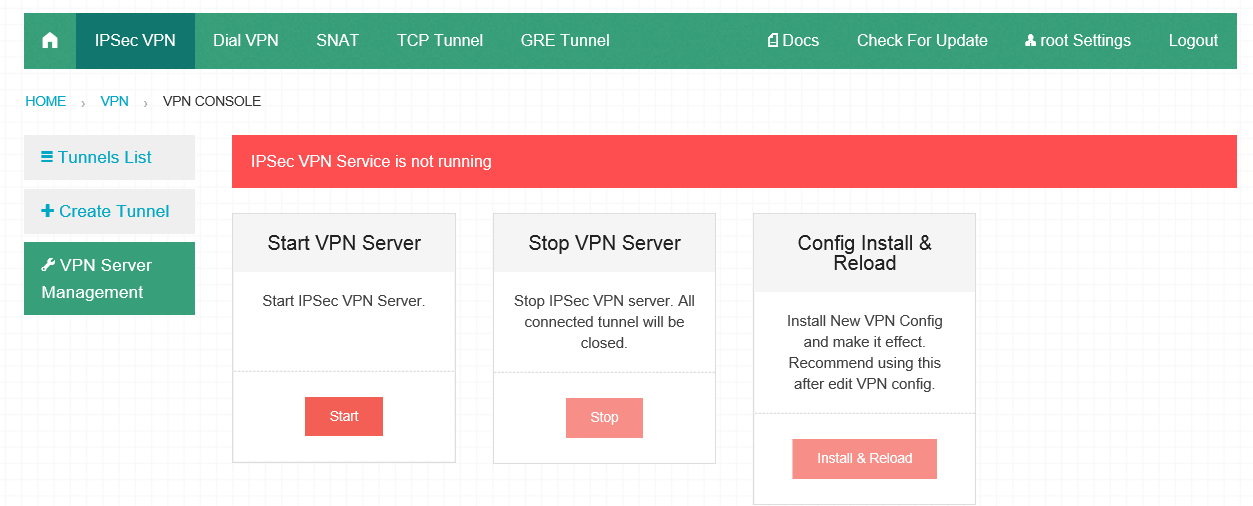 IPSec VPN Dial VPN SNAT TCP Tunnel GRE Tunnel Docs Check For Update root Settings Logout
HOME › VPN › VPN CONSOLE
Tunnels List
Create Tunnel
VPN Server
Management
IPSec VPN Service is not running
Start VPN Server
Start IPSec VPN Server.
Start
Stop VPN Server
Stop IPSec VPN server. All
connected tunnel will be
closed.
Stop
Config Install &
Reload
Install New VPN Config
and make it effect.
Recommend using this
after edit VPN config.
Install & Reload